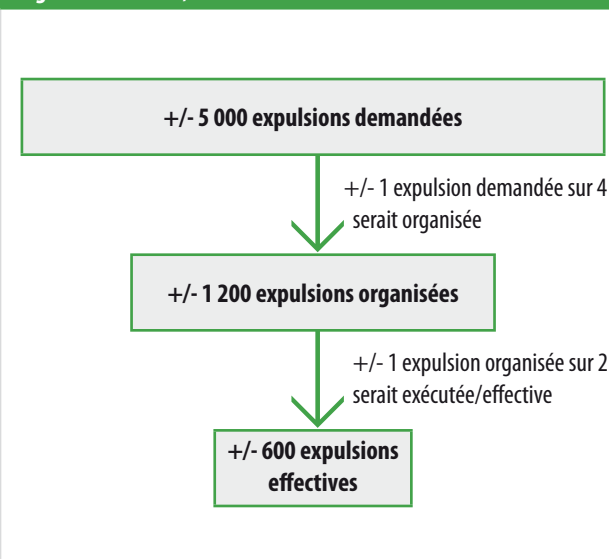 +/- 5 000 expulsions demandées
+/- 1 expulsion demandée sur 4
serait organisée
+/- 1 200 expulsions organisées
+/- 1 expulsion organisée sur 2
serait exécutée/effective
+/- 600 expulsions
effectives